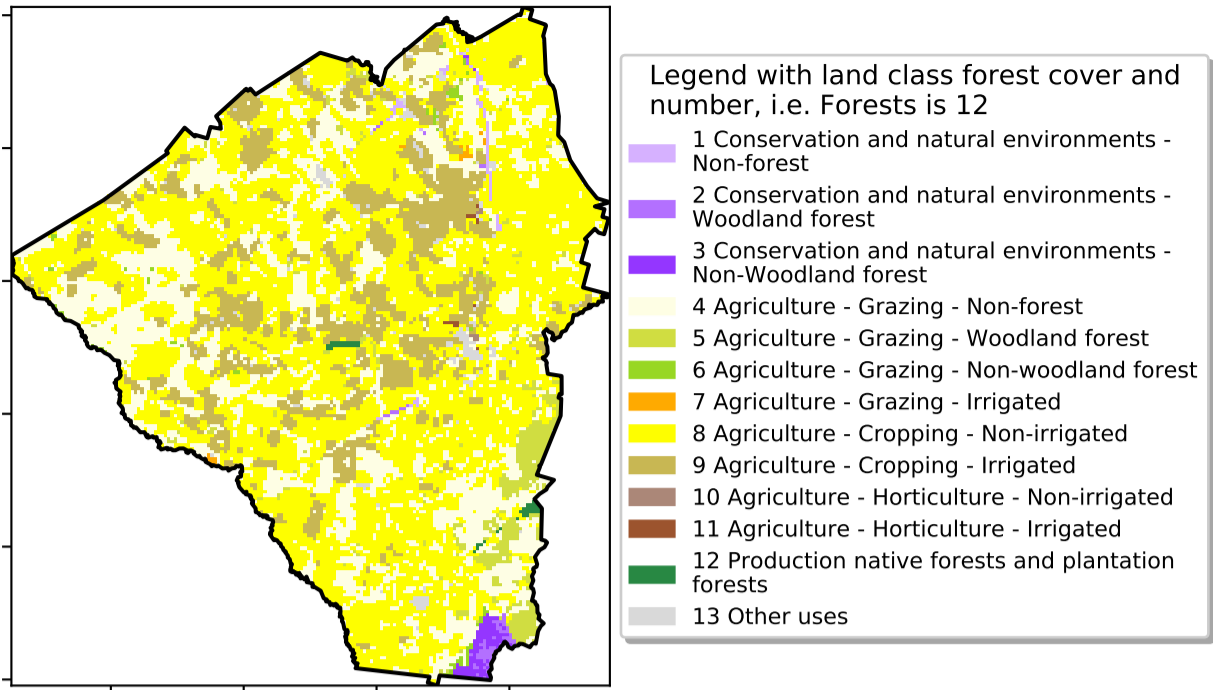 Legend with land class forest cover and
number, i.e. Forests is 12
1 Conservation and natural environments -
Non-forest
2 Conservation and natural environments -
Woodland forest
3 Conservation and natural environments -
Non-Woodland forest
4 Agriculture - Grazing - Non-forest
5 Agriculture - Grazing - Woodland forest
6 Agriculture - Grazing - Non-woodland forest
7 Agriculture - Grazing - Irrigated
8 Agriculture - Cropping - Non-irrigated
9 Agriculture - Cropping - Irrigated
10 Agriculture - Horticulture - Non-irrigated
11 Agriculture - Horticulture - Irrigated
12 Production native forests and plantation
forests
13 Other uses